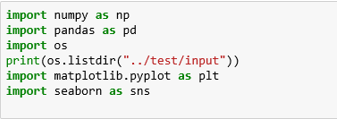 import numpy as np
import pandas as pd
import os
print(os.listdir("../test/input"))
import matplotlib.pyplot as plt
import seaborn as sns